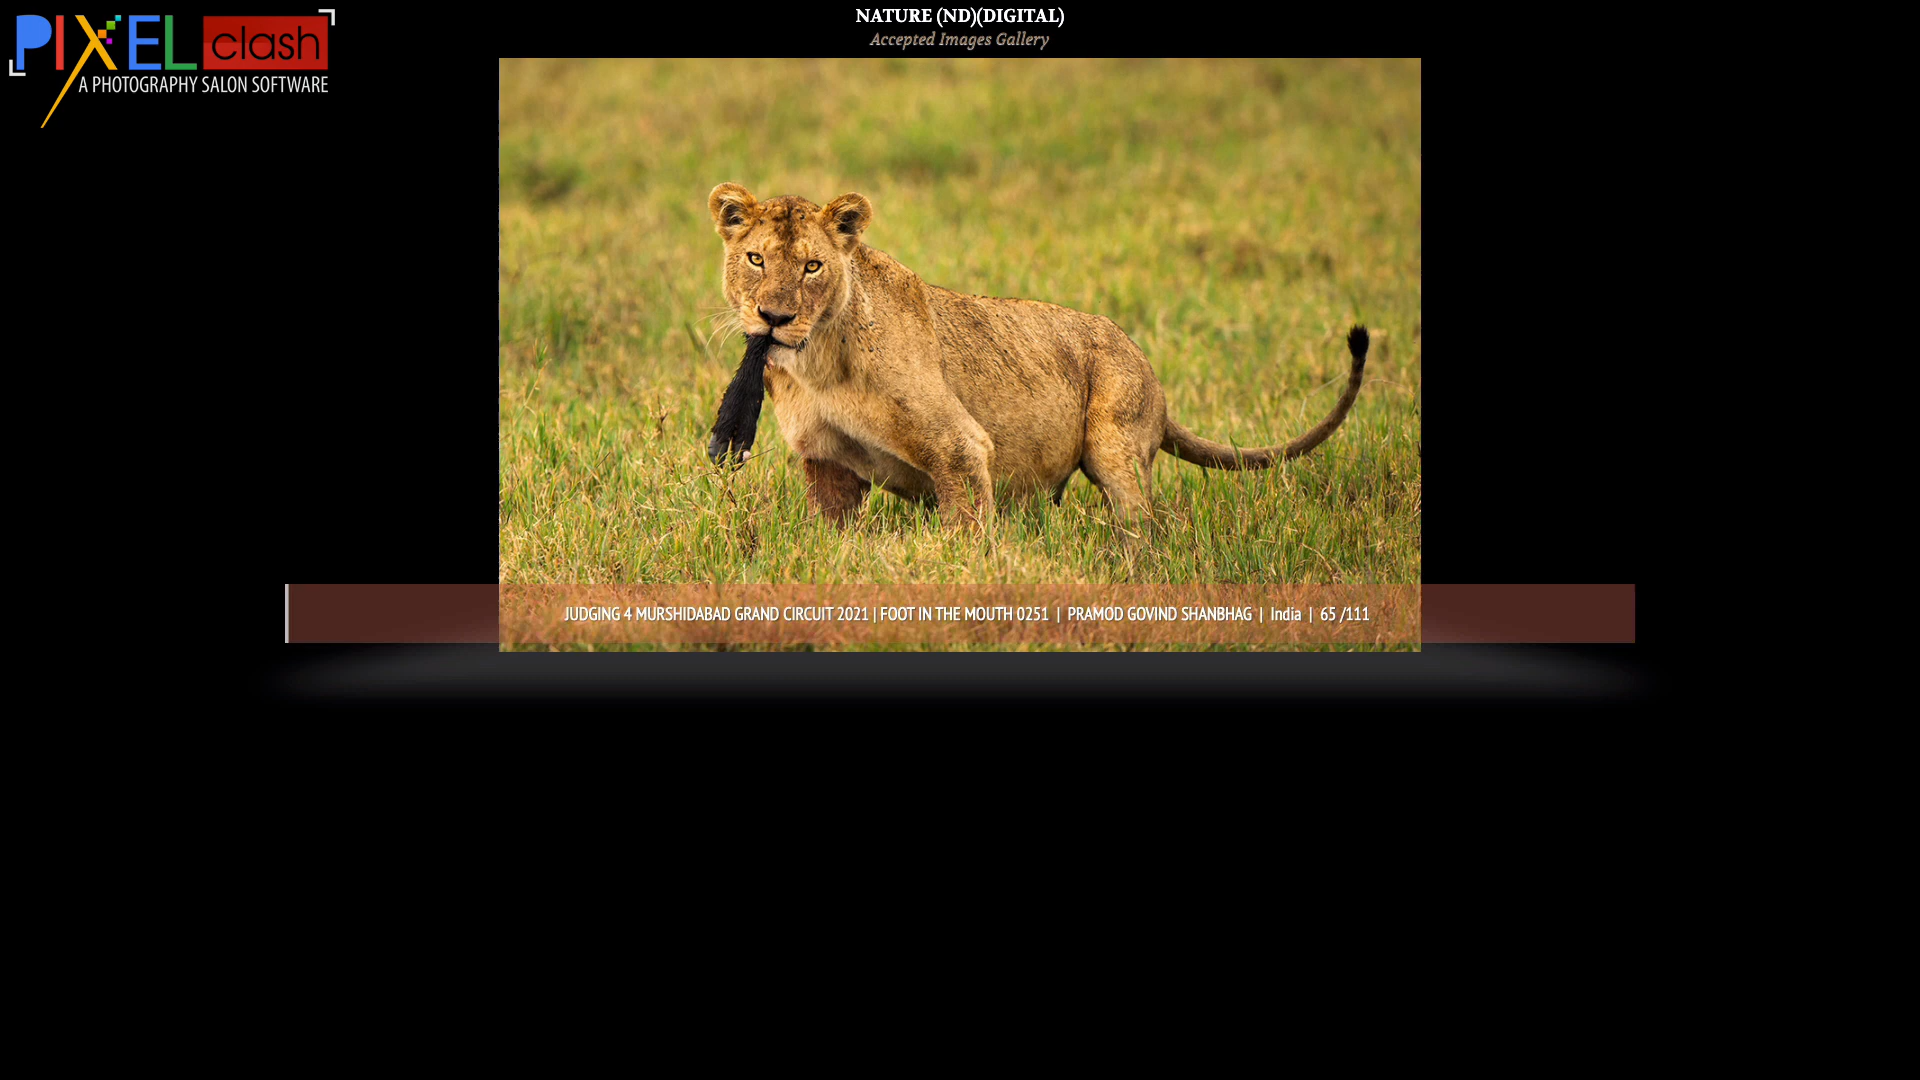 PIXEL clash
A PHOTOGRAPHY SALON SOFTWARE
NATURE (ND)(DIGITAL)
Accepted Images Gallery
JUDGING 4 MURSHIDABAD GRAND CIRCUIT 2021 | FOOT IN THE MOUTH 0251 | PRAMOD GOVIND SHANBHAG | India | 65 /111